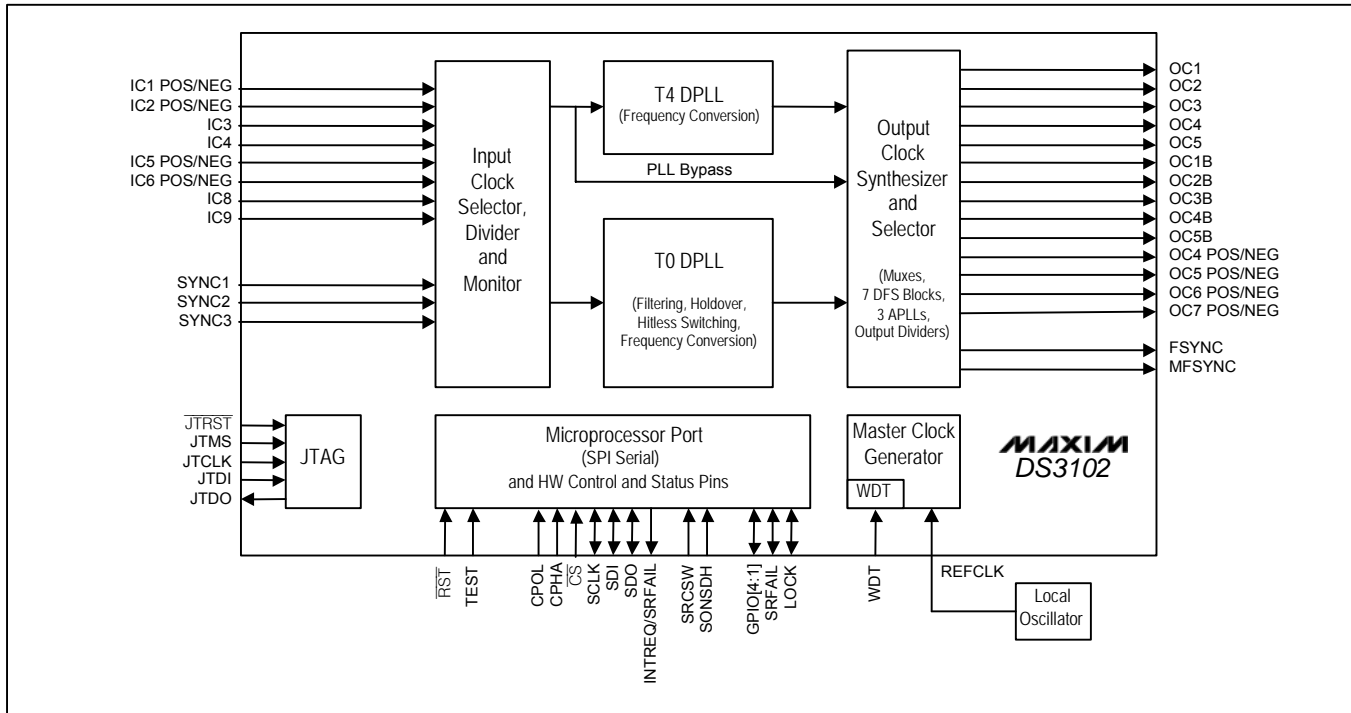 IC1 POS/NEG
IC2 POS/NEG
IC3
IC4
IC5 POS/NEG
IC6 POS/NEG
IC8
IC9
SYNC1
SYNC2
SYNC3
Input
Clock
Selector,
Divider
and
Monitor
T4 DPLL
(Frequency Conversion)
PLL Bypass
T0 DPLL
(Filtering, Holdover,
Hitless Switching,
Frequency Conversion)
Output
Clock
Synthesizer
and
Selector
(Muxes,
7 DFS Blocks,
3 APLLs,
Output Dividers)
OC1
OC2
OC3
OC4
OC5
OC1B
OC2B
OC3B
OC4B
OC5B
OC4 POS/NEG
OC5 POS/NEG
OC6 POS/NEG
OC7 POS/NEG
FSYNC
MFSYNC
JTRST
JTMS
JTCLK
JTDI
JTDO
JTAG
Microprocessor Port
(SPI Serial)
and HW Control and Status Pins
Master Clock
Generator
WDT
MAXIM
DS3102
RST
TEST
CPOL
CPHA
CS
SCLK
SDI
SDO
INTREQ/SRFAIL
SRCSW
SONSDH
GPIO[4:1]
SRFAIL
LOCK
WDT
REFCLK
Local
Oscillator